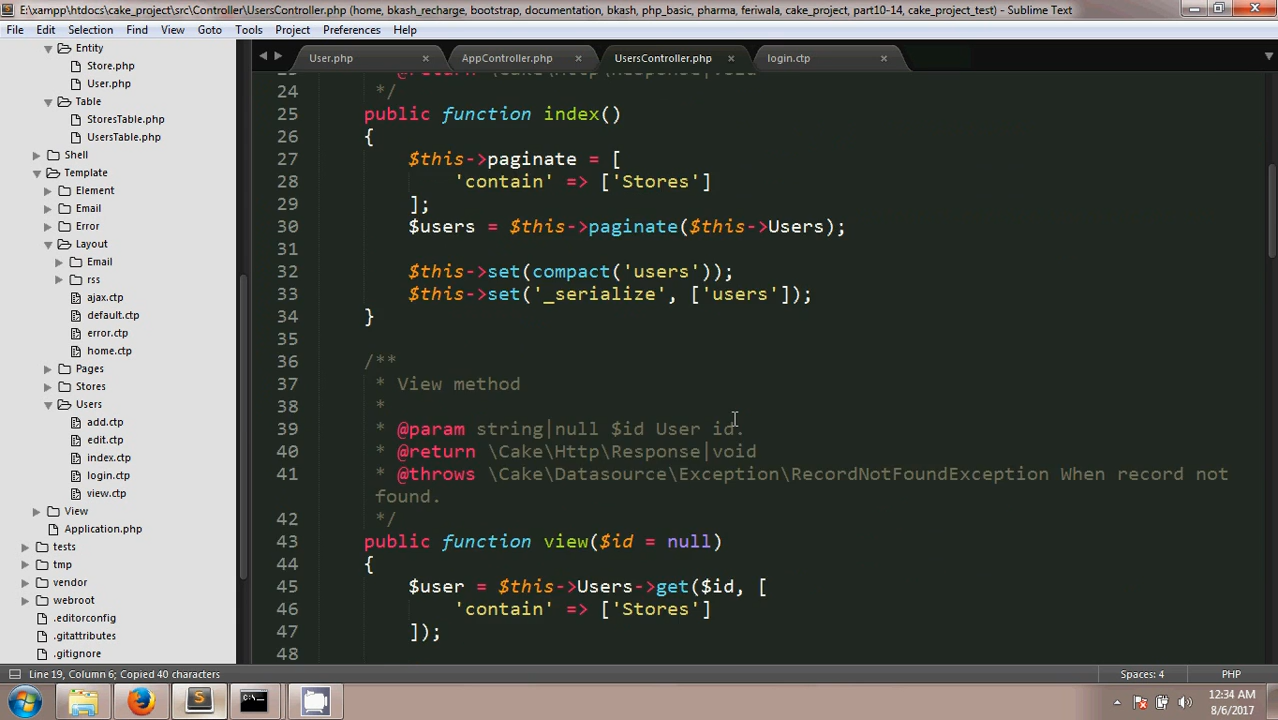 E:\xampp\htdocs\cake_project\src\Controller\UsersController.php (home, bkash_recharge, bootstrap, documentation, bkash, php_basic, pharma, feriwala, cake_project, part10-14, cake_project_test) - Sublime Text
File Edit Selection Find View Goto Tools Project Preferences Help
User.php × AppController.php × UsersController.php × login.ctp ×
Entity
Store.php
User.php
Table
StoresTable.php
UsersTable.php
Shell
Template
Element
Email
Error
Layout
Email
rss
ajax.ctp
default.ctp
error.ctp
home.ctp
Pages
Stores
Users
add.ctp
edit.ctp
index.ctp
login.ctp
view.ctp
View
Application.php
tests
tmp
vendor
webroot
.editorconfig
.gitattributes
.gitignore
23 * @return \Cake\Http\Response|void
24 */
25 public function index()
26 {
27 $this->paginate = [
28 'contain' => ['Stores']
29 ];
30 $users = $this->paginate($this->Users);
31
32 $this->set(compact('users'));
33 $this->set('_serialize', ['users']);
34 }
35
36 /**
37 * View method
38 *
39 * @param string|null $id User id.
40 * @return \Cake\Http\Response|void
41 * @throws \Cake\Datasource\Exception\RecordNotFoundException When record not
found.
42 */
43 public function view($id = null)
44 {
45 $user = $this->Users->get($id, [
46 'contain' => ['Stores']
47 ]);
48
Line 19, Column 6; Copied 40 characters Spaces: 4 PHP
12:34 AM
8/6/2017